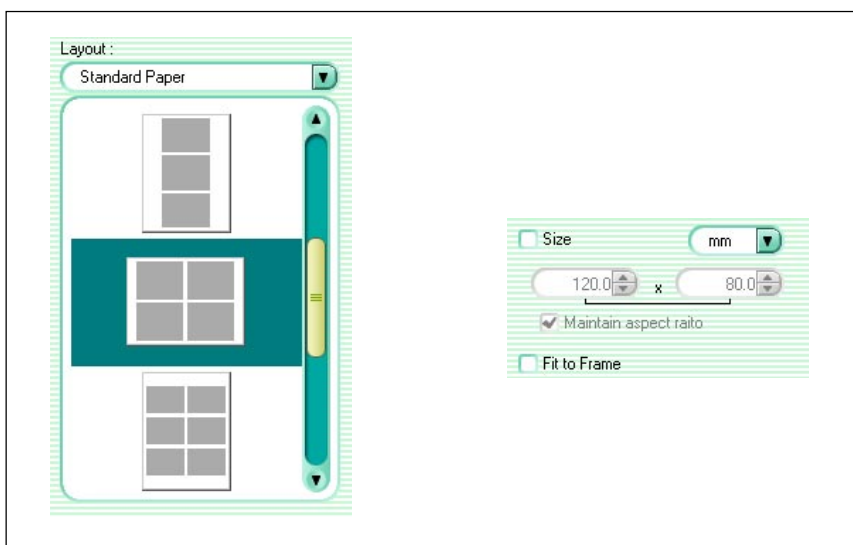 Layout :
Standard Paper
Size
mm
120.0 x 80.0
Maintain aspect raito
Fit to Frame